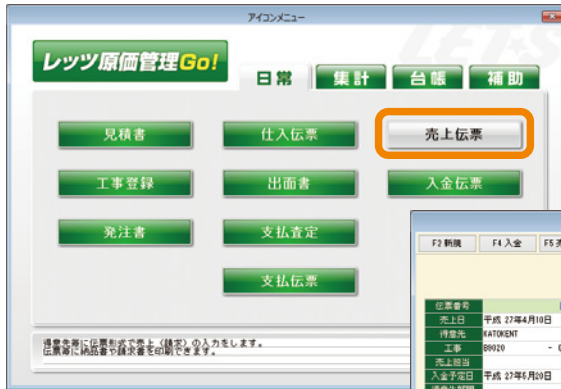 アイコンメニュー
LETS
レッツ原価管理Go!
日常 集計 台帳 補助
見積書 仕入伝票 売上伝票
工事登録 出面書 入金伝票
発注書 支払査定
支払伝票
得意先等に伝票形式で売上(請求)の入力をします。
伝票毎に納品書や請求書を印刷できます。
F2 新規 F4 入金 F5
伝票番号
売上日 平成 27年4月10日
得意先 KATOKENT
工事 B9020 -
売上担当
入金予定日 平成 27年5月20日